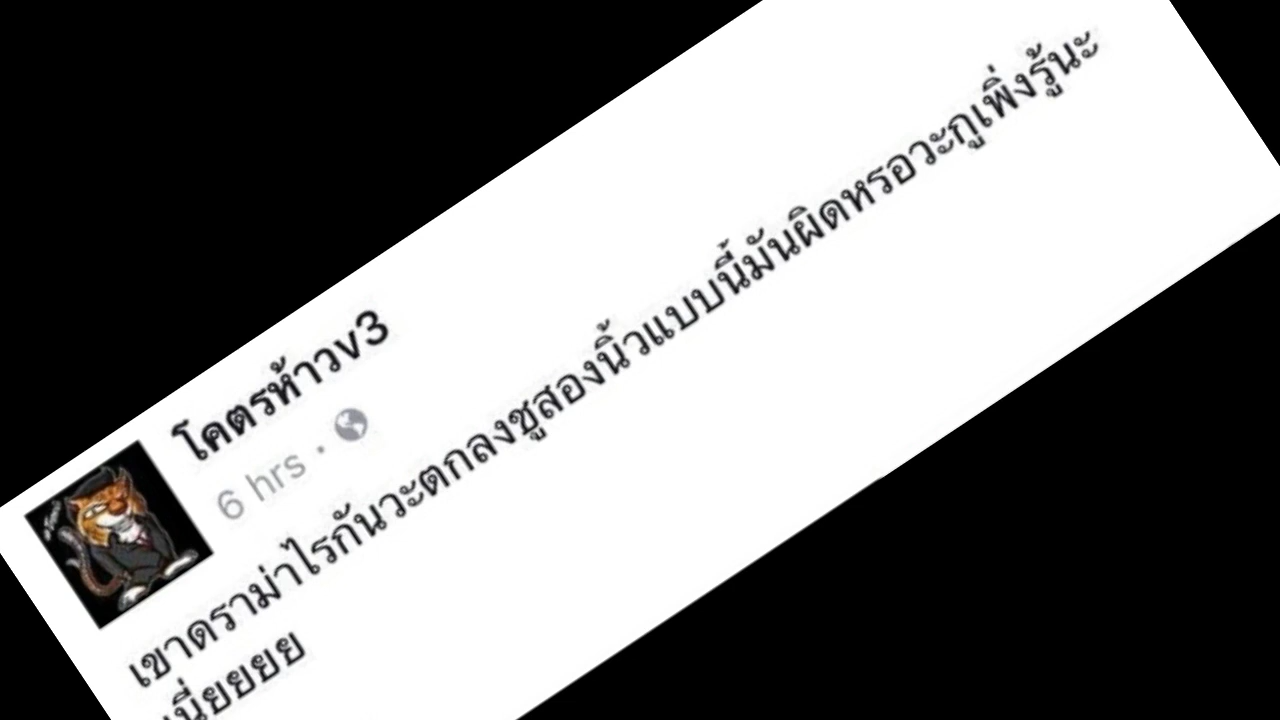 โคตรห้าวv3
6 hrs ·
เขาดราม่าไรกันวะตกลงชูสองนิ้วแบบนี้มันผิดหรอวะกูเพิ่งรู้นะ
เนี่ยยยย